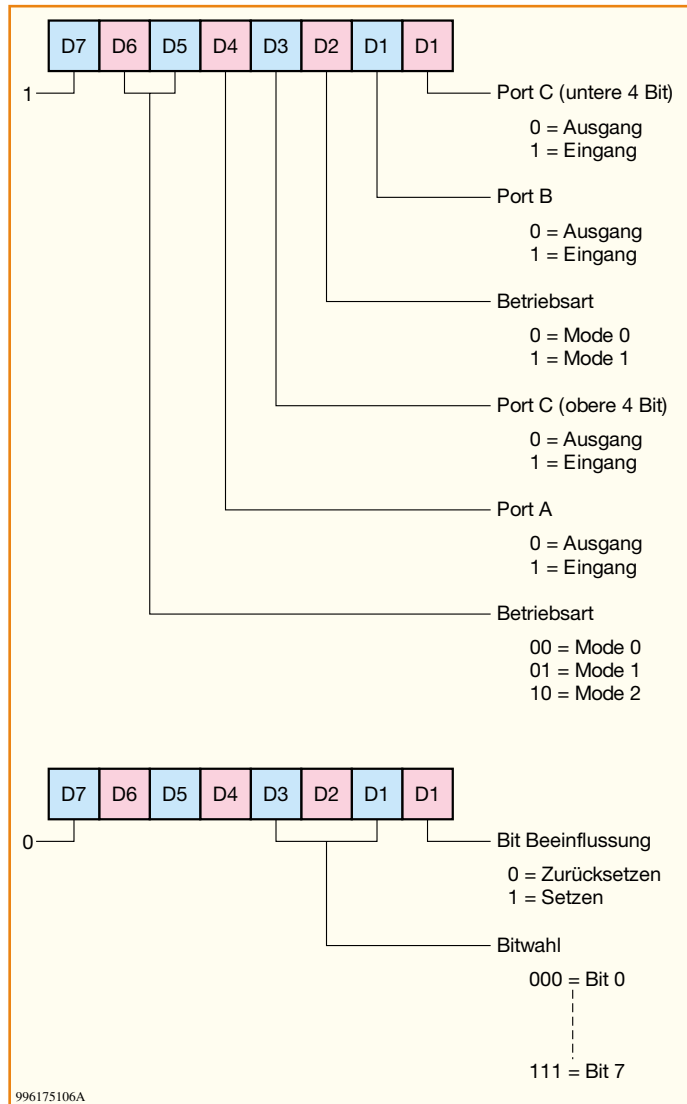 D7 D6 D5 D4 D3 D2 D1 D1
1
Port C (untere 4 Bit)
0 = Ausgang
1 = Eingang
Port B
0 = Ausgang
1 = Eingang
Betriebsart
0 = Mode 0
1 = Mode 1
Port C (obere 4 Bit)
0 = Ausgang
1 = Eingang
Port A
0 = Ausgang
1 = Eingang
Betriebsart
00 = Mode 0
01 = Mode 1
10 = Mode 2
D7 D6 D5 D4 D3 D2 D1 D1
0
Bit Beeinflussung
0 = Zurücksetzen
1 = Setzen
Bitwahl
000 = Bit 0
111 = Bit 7
996175106A